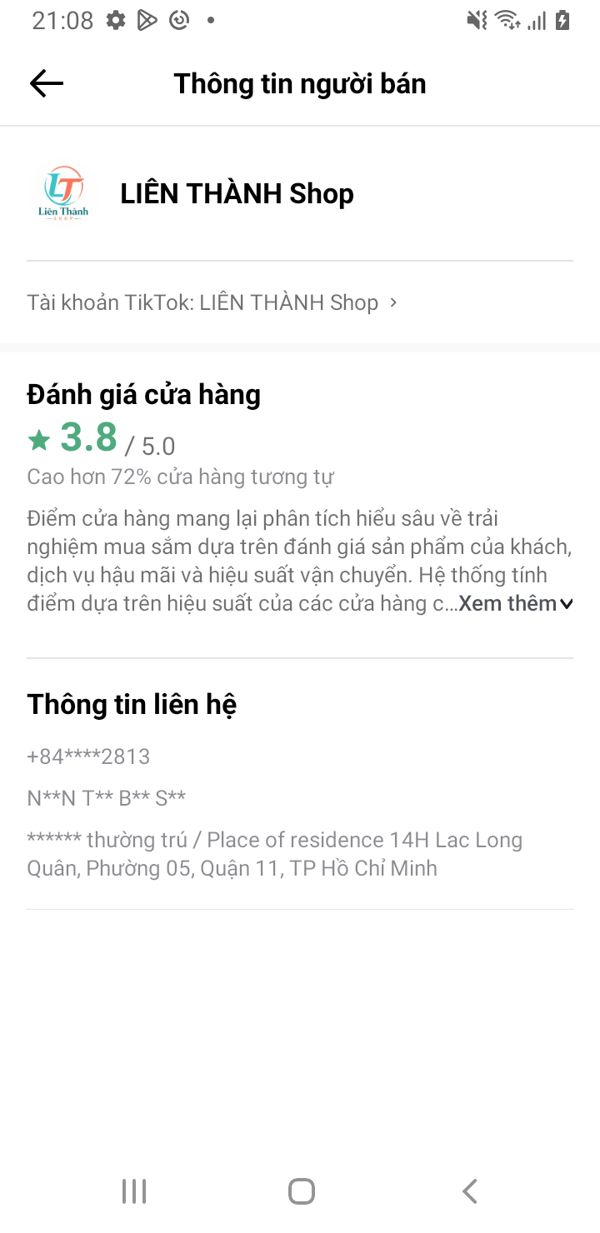 21:08
Thông tin người bán
LT
Liên Thành
SHOP
LIÊN THÀNH Shop
Tài khoản TikTok: LIÊN THÀNH Shop >
Đánh giá cửa hàng
3.8 / 5.0
Cao hơn 72% cửa hàng tương tự
Điểm cửa hàng mang lại phân tích hiểu sâu về trải
nghiệm mua sắm dựa trên đánh giá sản phẩm của khách,
dịch vụ hậu mãi và hiệu suất vận chuyển. Hệ thống tính
điểm dựa trên hiệu suất của các cửa hàng c...Xem thêm
Thông tin liên hệ
+84****2813
N**N T** B** S**
****** thường trú / Place of residence 14H Lac Long
Quân, Phường 05, Quận 11, TP Hồ Chỉ Minh